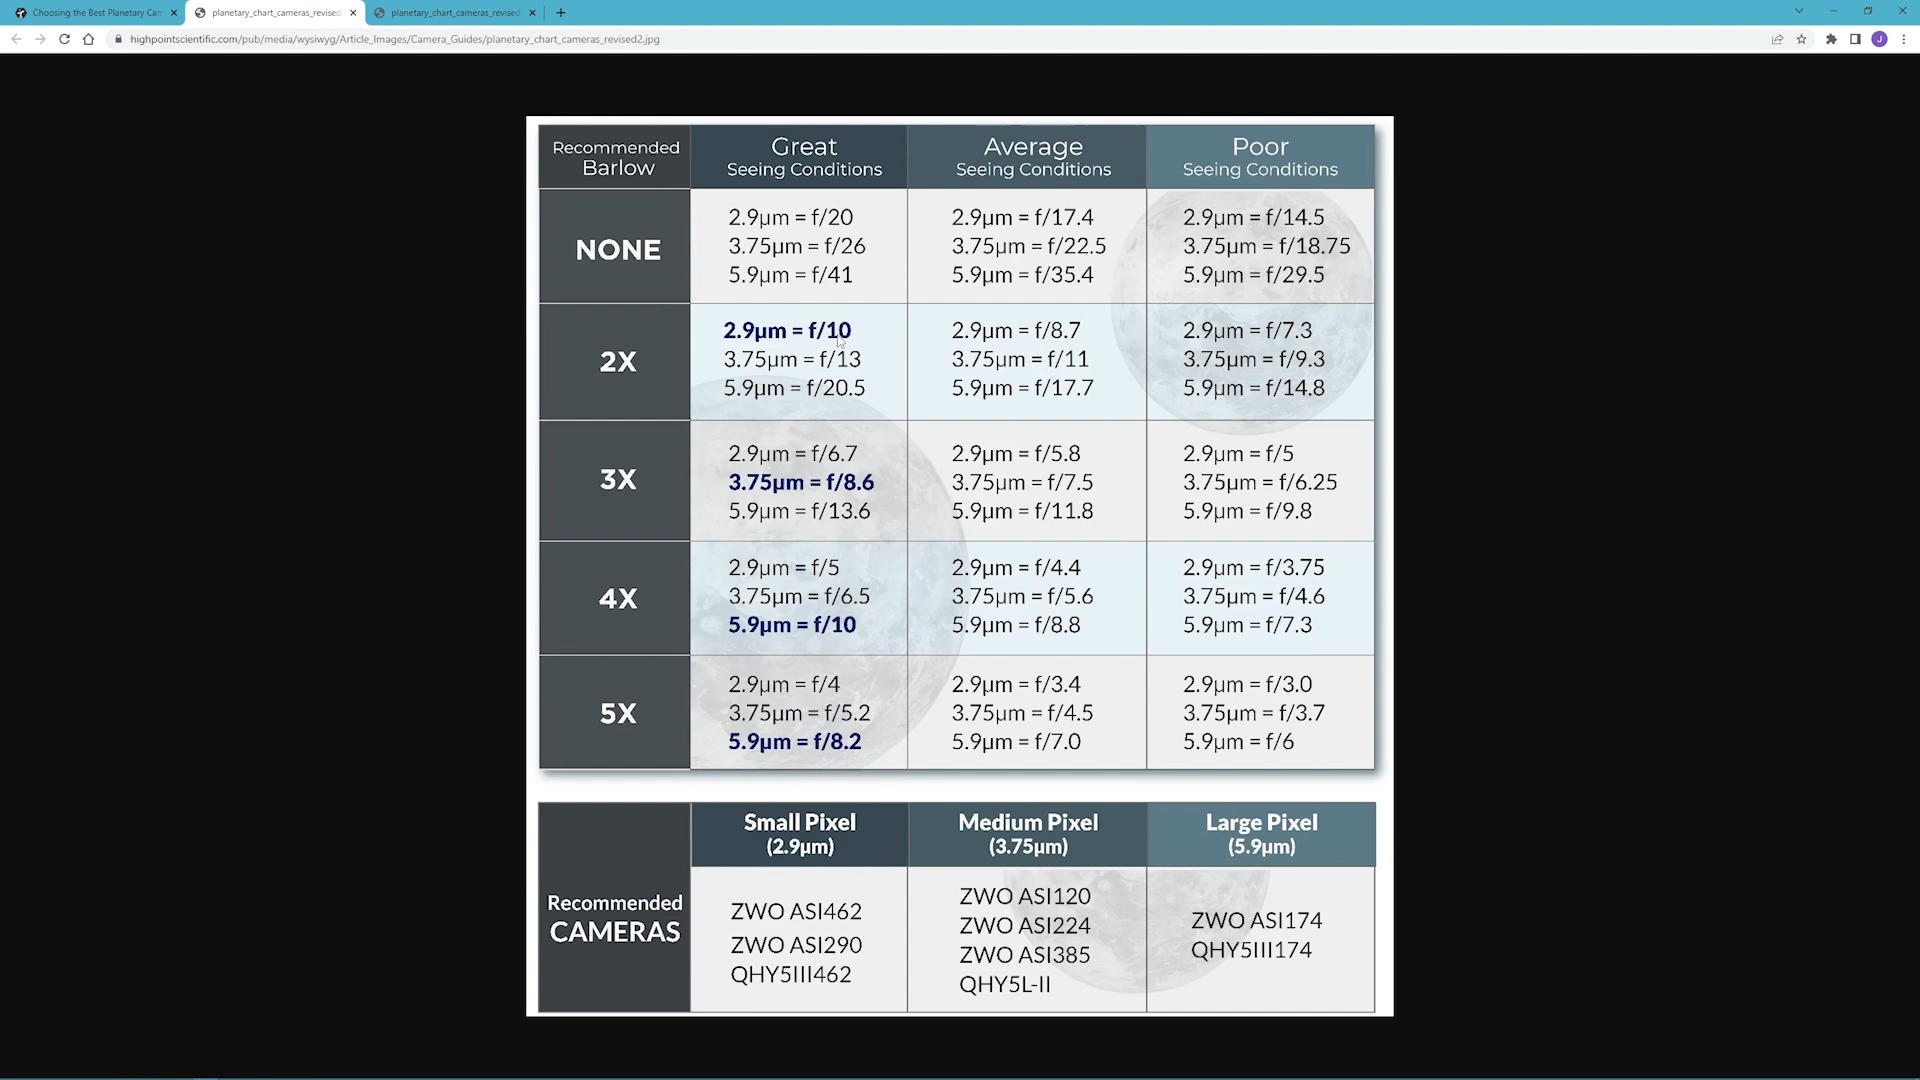 Choosing the Best Planetary Cam
planetary_chart_cameras_revised
planetary_chart_cameras_revised
highpointscientific.com/pub/media/wysiwyg/Article_Images/Camera_Guides/planetary_chart_cameras_revised2.jpg
J
Recommended
Barlow
Great
Seeing Conditions
Average
Seeing Conditions
Poor
Seeing Conditions
NONE
2.9µm = f/20
3.75µm = f/26
5.9µm = f/41
2.9µm = f/17.4
3.75µm = f/22.5
5.9µm = f/35.4
2.9µm = f/14.5
3.75µm = f/18.75
5.9µm = f/29.5
2X
2.9µm = f/10
3.75µm = f/13
5.9µm = f/20.5
2.9µm = f/8.7
3.75µm = f/11
5.9µm = f/17.7
2.9µm = f/7.3
3.75µm = f/9.3
5.9µm = f/14.8
3X
2.9µm = f/6.7
3.75µm = f/8.6
5.9µm = f/13.6
2.9µm = f/5.8
3.75µm = f/7.5
5.9µm = f/11.8
2.9µm = f/5
3.75µm = f/6.25
5.9µm = f/9.8
4X
2.9µm = f/5
3.75µm = f/6.5
5.9µm = f/10
2.9µm = f/4.4
3.75µm = f/5.6
5.9µm = f/8.8
2.9µm = f/3.75
3.75µm = f/4.6
5.9µm = f/7.3
5X
2.9µm = f/4
3.75µm = f/5.2
5.9µm = f/8.2
2.9µm = f/3.4
3.75µm = f/4.5
5.9µm = f/7.0
2.9µm = f/3.0
3.75µm = f/3.7
5.9µm = f/6
Recommended
CAMERAS
Small Pixel
(2.9µm)
Medium Pixel
(3.75µm)
Large Pixel
(5.9µm)
ZWO ASI462
ZWO ASI290
QHY5III462
ZWO ASI120
ZWO ASI224
ZWO ASI385
QHY5L-II
ZWO ASI174
QHY5III174